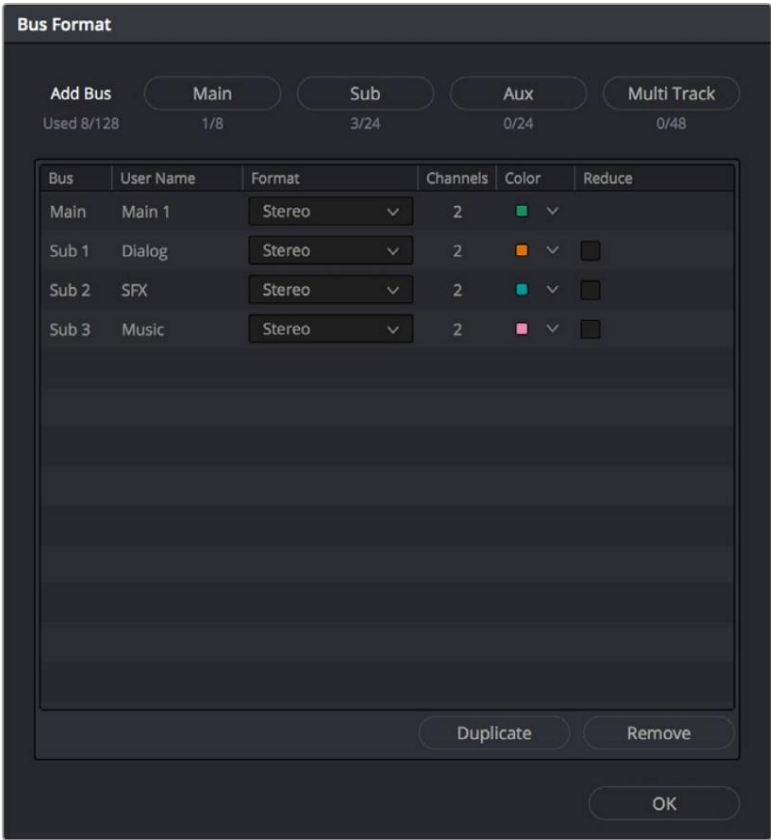 Bus Format
Add Bus Main Sub Aux Multi Track
Used 8/128 1/8 3/24 0/24 0/48
Bus User Name Format Channels Color Reduce
Main Main 1 Stereo 2
Sub 1 Dialog Stereo 2
Sub 2 SFX Stereo 2
Sub 3 Music Stereo 2
Duplicate Remove
OK